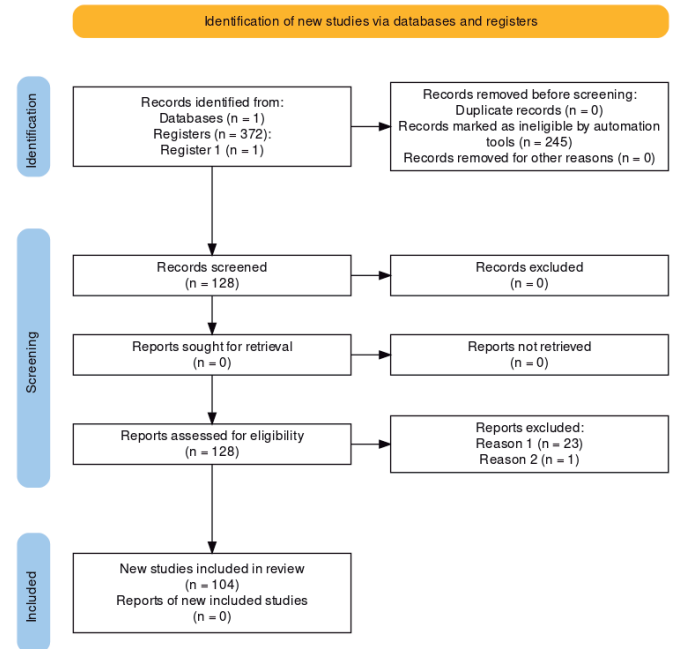 Identification of new studies via databases and registers
Identification
Records identified from:
Databases (n = 1)
Registers (n = 372):
Register 1 (n = 1)
Records removed before screening:
Duplicate records (n = 0)
Records marked as ineligible by automation
tools (n = 245)
Records removed for other reasons (n = 0)
Screening
Records screened
(n = 128)
Records excluded
(n = 0)
Reports sought for retrieval
(n = 0)
Reports not retrieved
(n = 0)
Reports assessed for eligibility
(n = 128)
Reports excluded:
Reason 1 (n = 23)
Reason 2 (n = 1)
Included
New studies included in review
(n = 104)
Reports of new included studies
(n = 0)